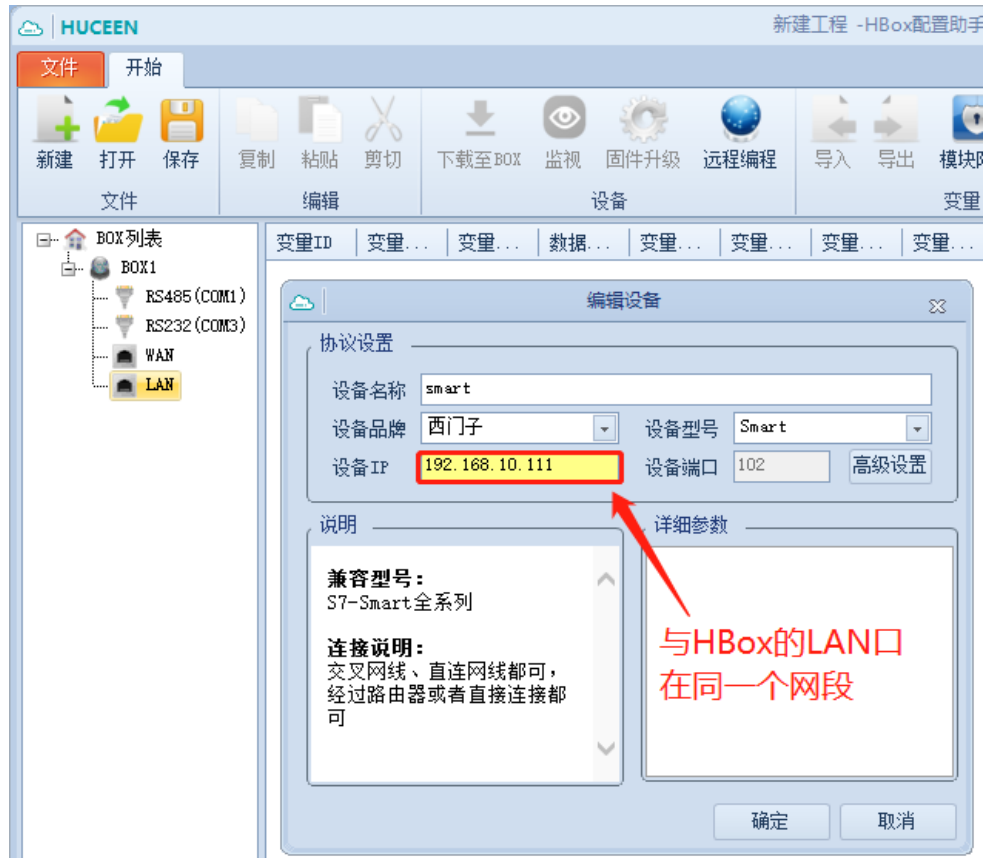 HUCEEN
新建工程 -HBox配置助手
文件 开始
新建 打开 保存 复制 粘贴 剪切 下载至BOX 监视 固件升级 远程编程 导入 导出
文件 编辑 设备 变量
BOX列表
BOX1
RS485(COM1)
RS232(COM3)
WAN
LAN
变量ID 变量... 变量... 数据... 变量... 变量... 变量... 变量...
编辑设备
协议设置
设备名称 smart
设备品牌 西门子 设备型号 Smart
设备IP 192.168.10.111 设备端口 102 高级设置
说明
兼容型号:
S7-Smart全系列
连接说明:
交叉网线、直连网线都可,
经过路由器或者直接连接都
可
详细参数
与HBox的LAN口
在同一个网段
确定 取消